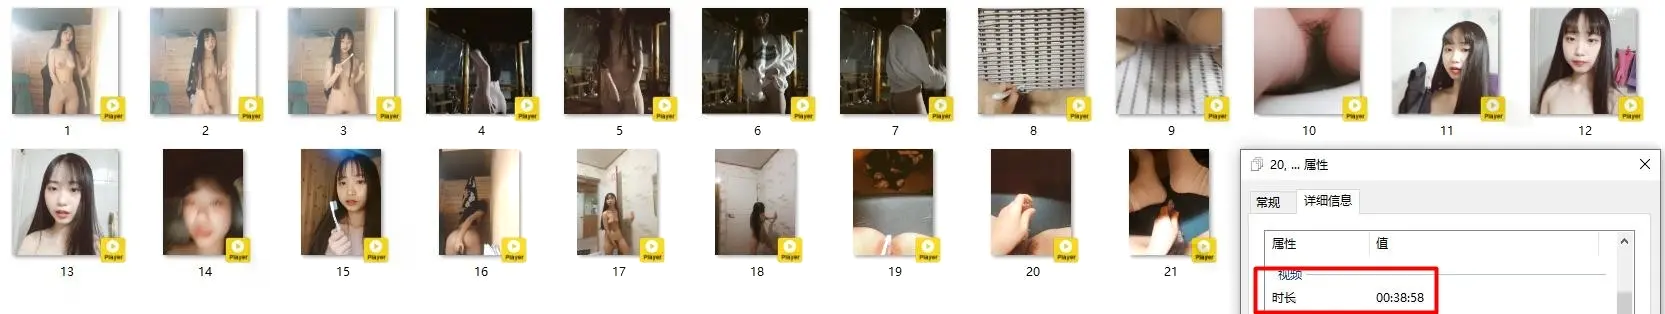 Player Player Player Player Player Player Player Player Player Player Player Player
1 2 3 4 5 6 7 8 9 10 11 12
Player Player Player Player Player Player Player Player Player
13 14 15 16 17 18 19 20 21
20, ... 属性
常规 详细信息
属性 值
视频
时长 00:38:58